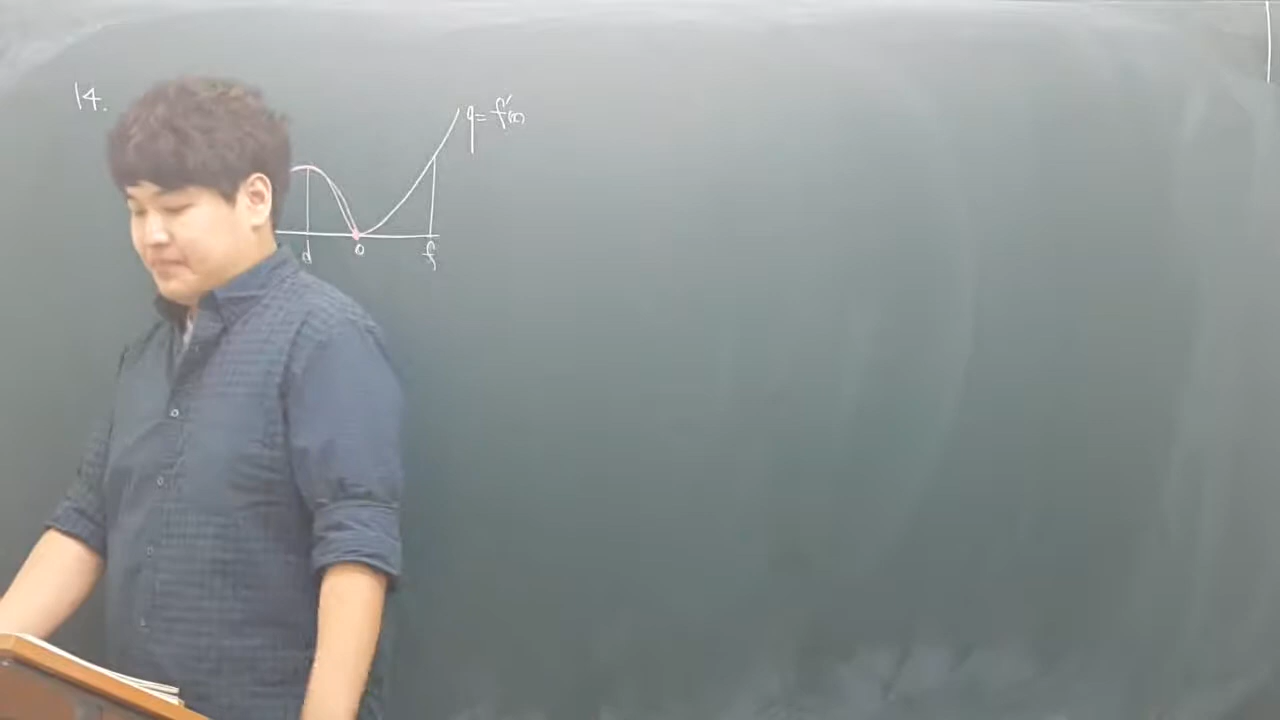 14.
y = f'(x)
d 0 f